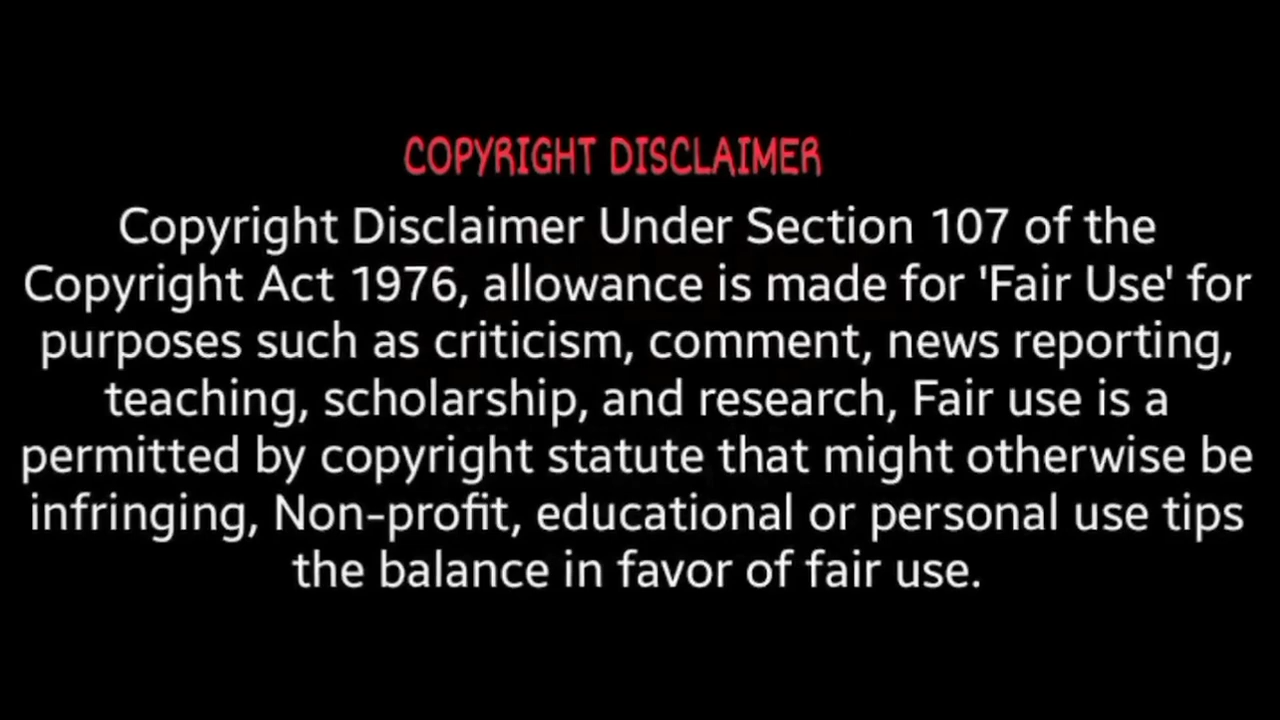 COPYRIGHT DISCLAIMER
Copyright Disclaimer Under Section 107 of the
Copyright Act 1976, allowance is made for 'Fair Use' for
purposes such as criticism, comment, news reporting,
teaching, scholarship, and research, Fair use is a
permitted by copyright statute that might otherwise be
infringing, Non-profit, educational or personal use tips
the balance in favor of fair use.